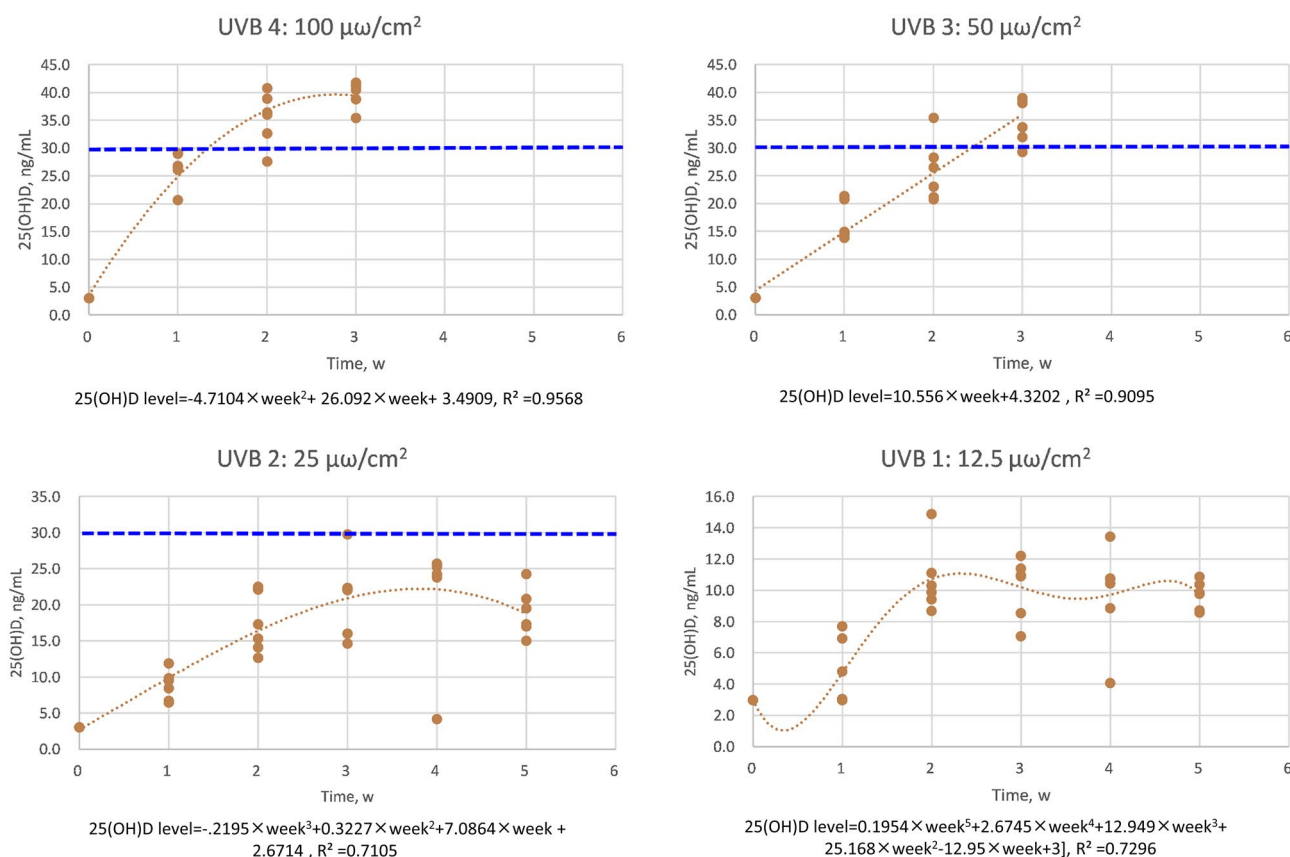 UVB 4: 100 μω/cm²
45.0
40.0
35.0
30.0
25.0
20.0
15.0
10.0
5.0
0.0
25(OH)D, ng/mL
0 1 2 3 4 5 6
Time, w
25(OH)D level=-4.7104×week²+ 26.092×week+ 3.4909, R² =0.9568
UVB 3: 50 μω/cm²
45.0
40.0
35.0
30.0
25.0
20.0
15.0
10.0
5.0
0.0
25(OH)D, ng/mL
0 1 2 3 4 5 6
Time, w
25(OH)D level=10.556×week+4.3202 , R² =0.9095
UVB 2: 25 μω/cm²
35.0
30.0
25.0
20.0
15.0
10.0
5.0
0.0
25(OH)D, ng/mL
0 1 2 3 4 5 6
Time, w
25(OH)D level=-.2195×week³+0.3227×week²+7.0864×week +
2.6714 , R² =0.7105
UVB 1: 12.5 μω/cm²
16.0
14.0
12.0
10.0
8.0
6.0
4.0
2.0
0.0
25(OH)D, ng/mL
0 1 2 3 4 5 6
Time, w
25(OH)D level=0.1954×week⁵+2.6745×week⁴+12.949×week³+
25.168×week²-12.95×week+3], R² =0.7296